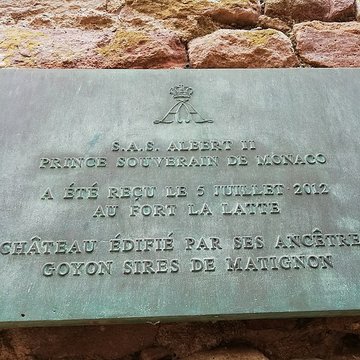 S.A.S. ALBERT II
PRINCE SOUVERAIN DE MONACO
A ÉTÉ REÇU LE 5 JUILLET 2012
AU FORT LA LATTE
CHÂTEAU ÉDIFIÉ PAR SES ANCÊTRE
GOYON SIRES DE MATIGNON